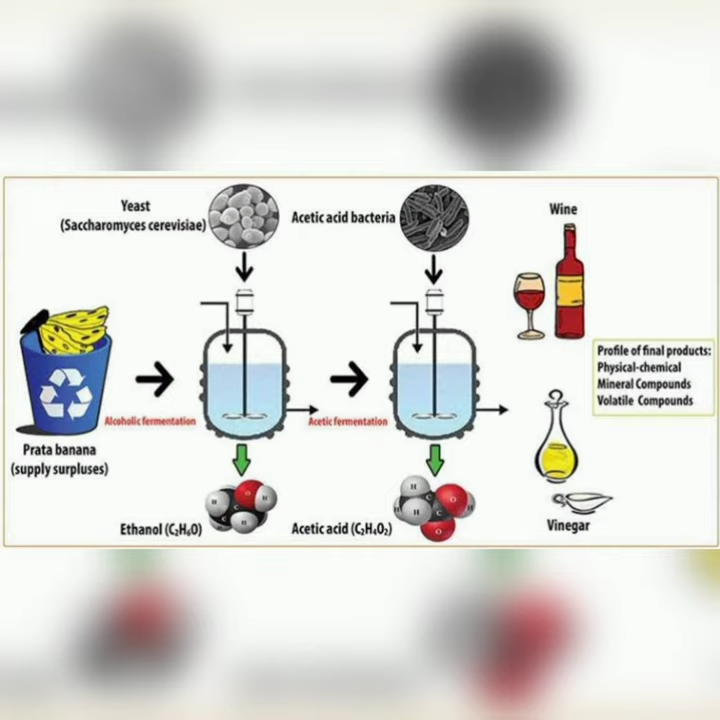 Yeast
(Saccharomyces cerevisiae)
Acetic acid bacteria
Wine
Profile of final products:
Physical-chemical
Mineral Compounds
Volatile Compounds
Alcoholic fermentation
Acetic fermentation
Prata banana
(supply surpluses)
Ethanol (C₂H₆O)
Acetic acid (C₂H₄O₂)
Vinegar